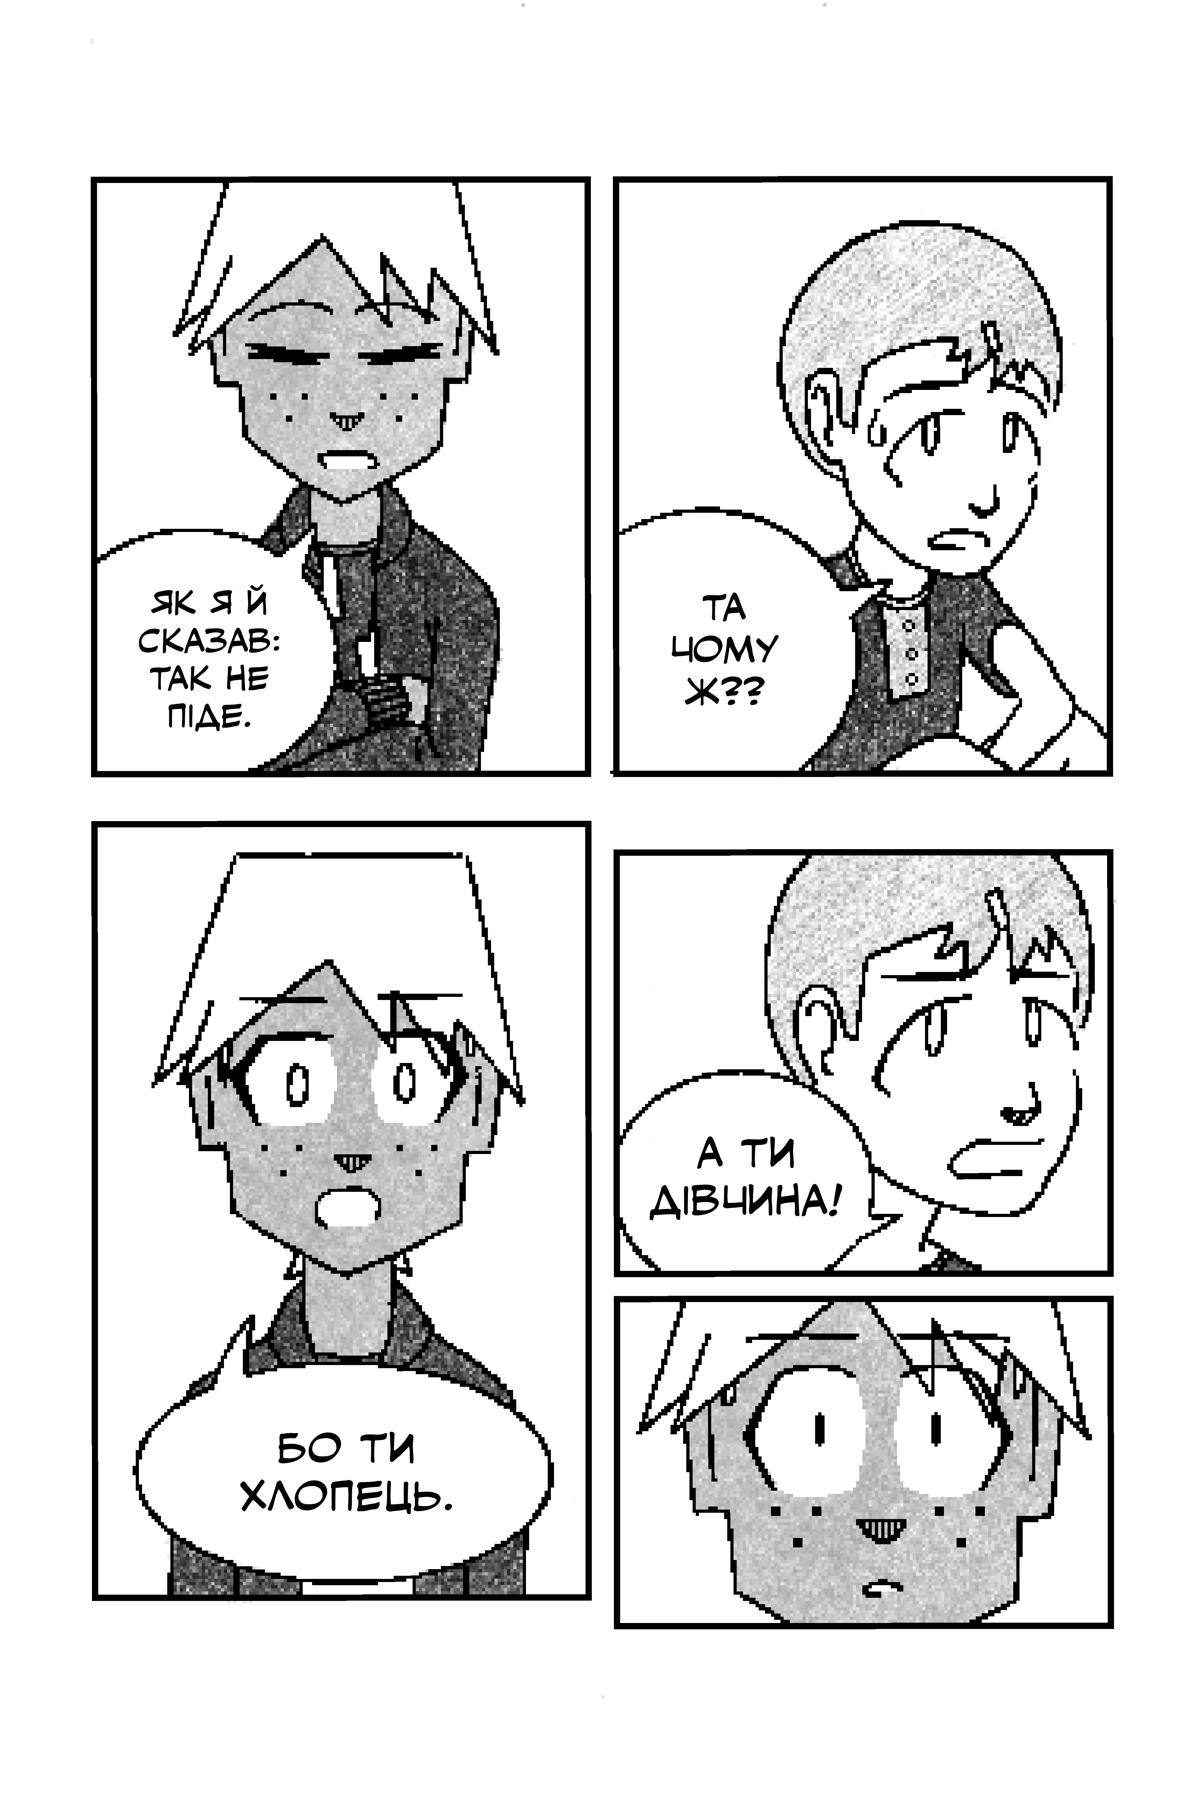 ЯК Я Й
СКАЗАВ:
ТАК НЕ
ПІДЕ.
ТА
ЧОМУ
Ж??
БО ТИ
ХЛОПЕЦЬ.
А ТИ
ДІВЧИНА!